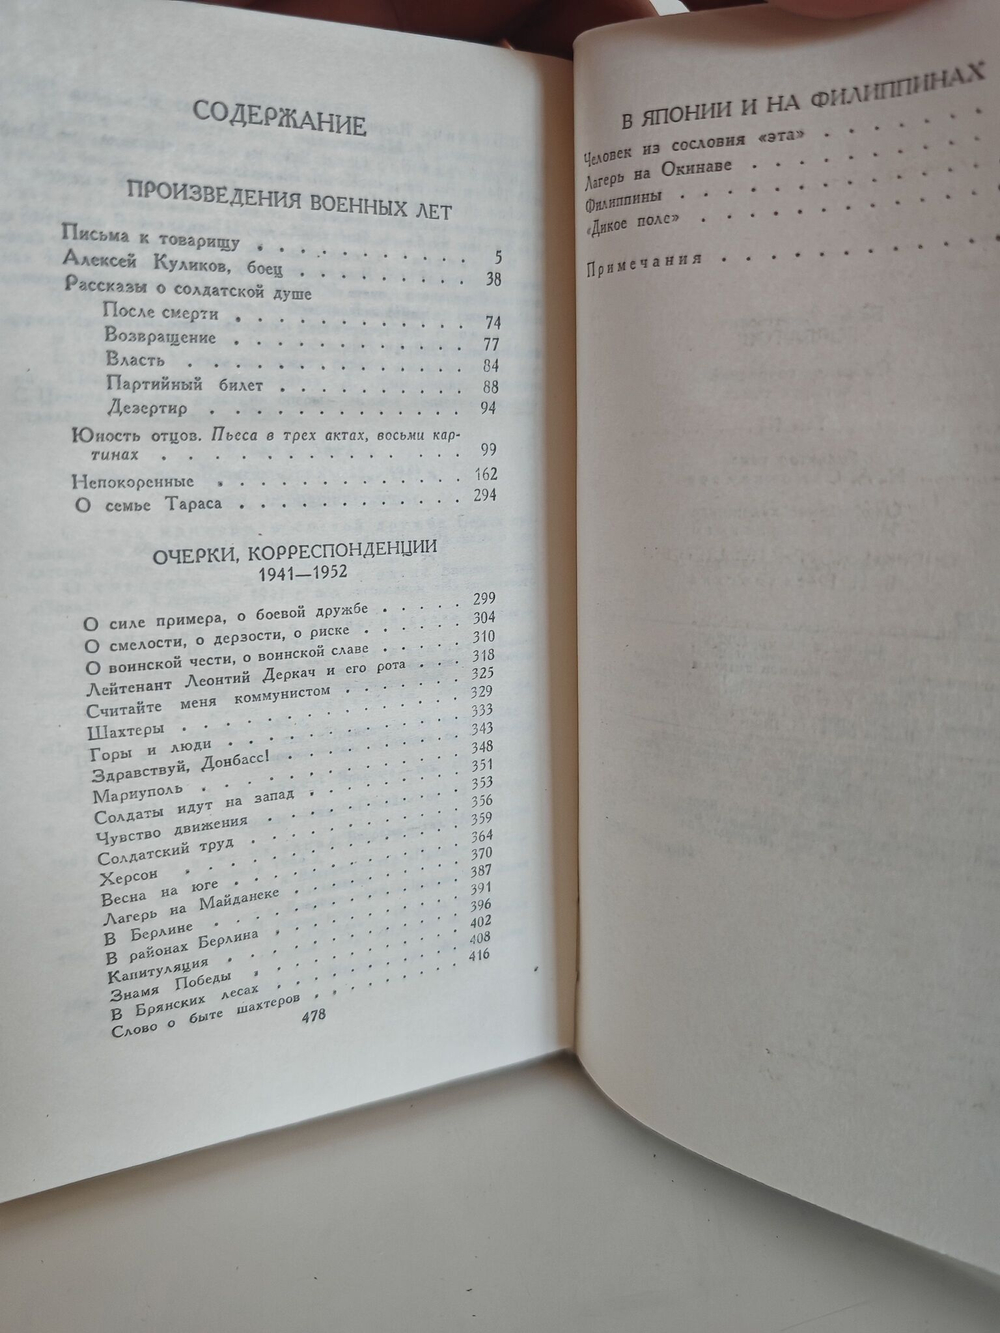 СОДЕРЖАНИЕ
ПРОИЗВЕДЕНИЯ ВОЕННЫХ ЛЕТ
Письма к товарищу . . . . . . . . . . 5
Алексей Куликов, боец . . . . . . . . 38
Рассказы о солдатской душе
После смерти . . . . . . . . . . 74
Возвращение . . . . . . . . . . 77
Власть . . . . . . . . . . . . 84
Партийный билет . . . . . . . . 88
Дезертир . . . . . . . . . . . 94
Юность отцов. Пьеса в трех актах, восьми кар-
тинах . . . . . . . . . . . . . 99
Непокоренные . . . . . . . . . . . 162
О семье Тараса . . . . . . . . . . 294
ОЧЕРКИ, КОРРЕСПОНДЕНЦИИ
1941—1952
О силе примера, о боевой дружбе . . . . . 299
О смелости, о дерзости, о риске . . . . . 304
О воинской чести, о воинской славе . . . . 310
Лейтенант Леонтий Деркач и его рота . . . 318
Считайте меня коммунистом . . . . . . 325
Шахтеры . . . . . . . . . . . . 329
Горы и люди . . . . . . . . . . . 333
Здравствуй, Донбасс! . . . . . . . . 343
Мариуполь . . . . . . . . . . . 348
Солдаты идут на запад . . . . . . . 351
Чувство движения . . . . . . . . . 353
Солдатский труд . . . . . . . . . 356
Херсон . . . . . . . . . . . . 359
Весна на юге . . . . . . . . . . 364
Лагерь на Майданеке . . . . . . . . 370
В Берлине . . . . . . . . . . . 387
В районах Берлина . . . . . . . . . 391
Капитуляция . . . . . . . . . . . 396
Знамя Победы . . . . . . . . . . 402
В Брянских лесах . . . . . . . . . 408
Слово о быте шахтеров . . . . . . . 416
478
В ЯПОНИИ И НА ФИЛИППИНАХ
Человек из сословия «эта» . . . . . .
Лагерь на Окинаве . . . . . . . .
Филиппины . . . . . . . . . .
«Дикое поле» . . . . . . . . .
Примечания . . . . . . . . . .